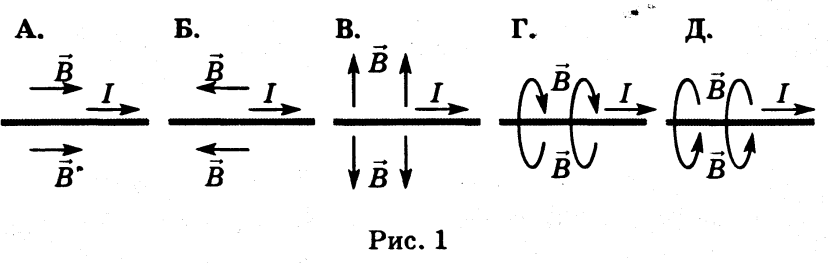 А. Б. В. Г. Д.
B⃗ B⃗ B⃗ B⃗ B⃗
I I I I I
B⃗ B⃗ B⃗ B⃗ B⃗
Рис. 1